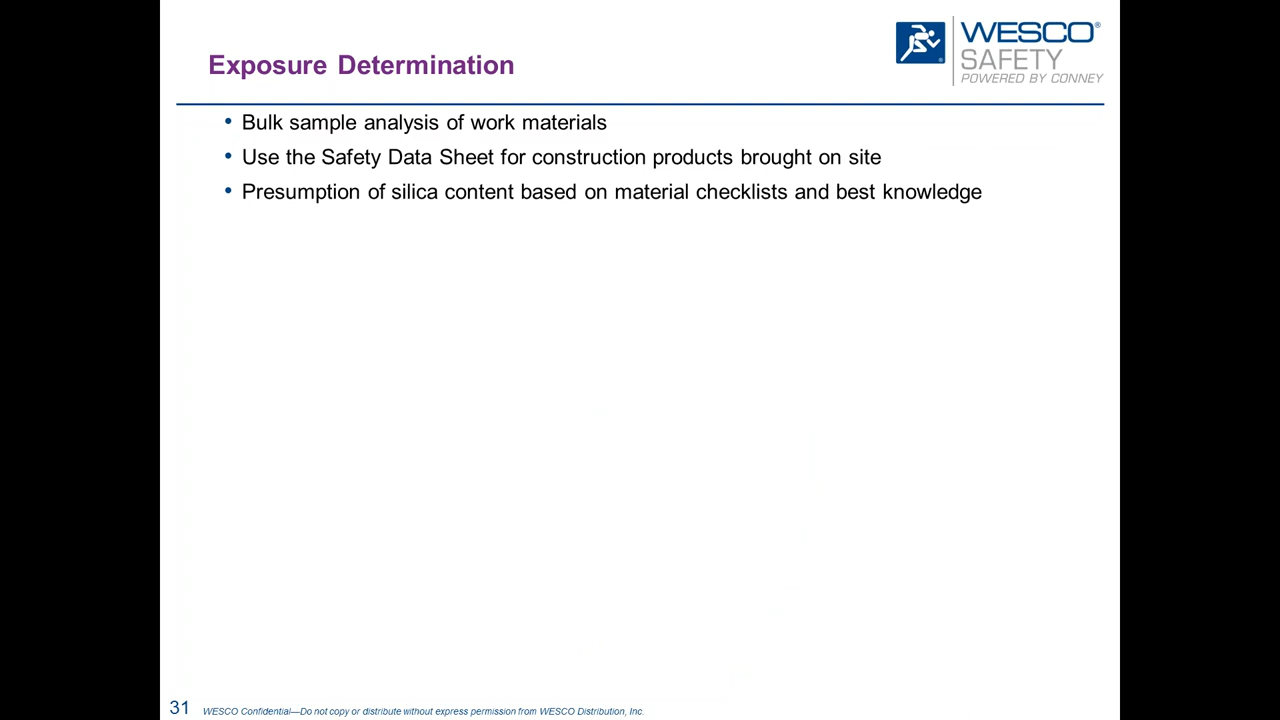 WESCO®
SAFETY
POWERED BY CONNEY
Exposure Determination
• Bulk sample analysis of work materials
• Use the Safety Data Sheet for construction products brought on site
• Presumption of silica content based on material checklists and best knowledge
31 WESCO Confidential—Do not copy or distribute without express permission from WESCO Distribution, Inc.